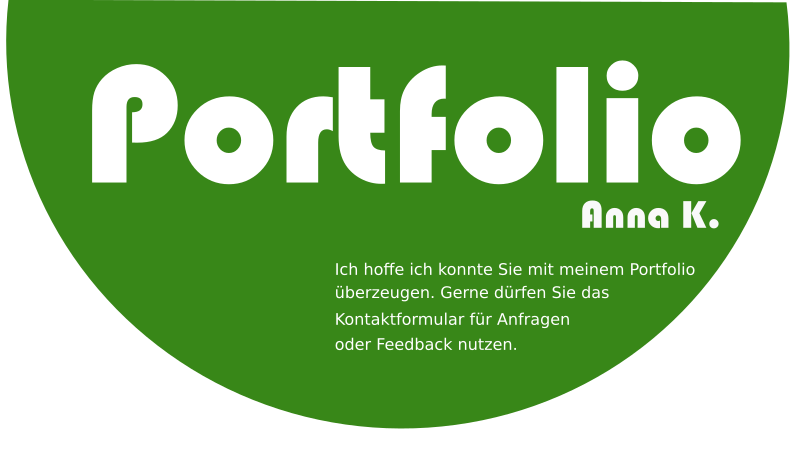 Portfolio
Anna K.
Ich hoffe ich konnte Sie mit meinem Portfolio
überzeugen. Gerne dürfen Sie das
Kontaktformular für Anfragen
oder Feedback nutzen.